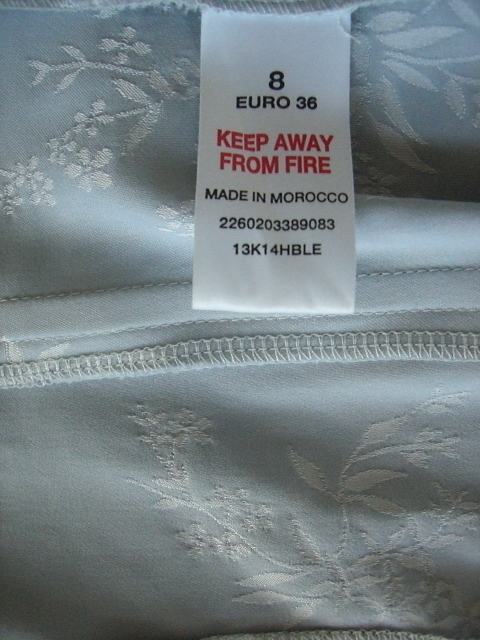 8
EURO 36
KEEP AWAY
FROM FIRE
MADE IN MOROCCO
2260203389083
13K14HBLE